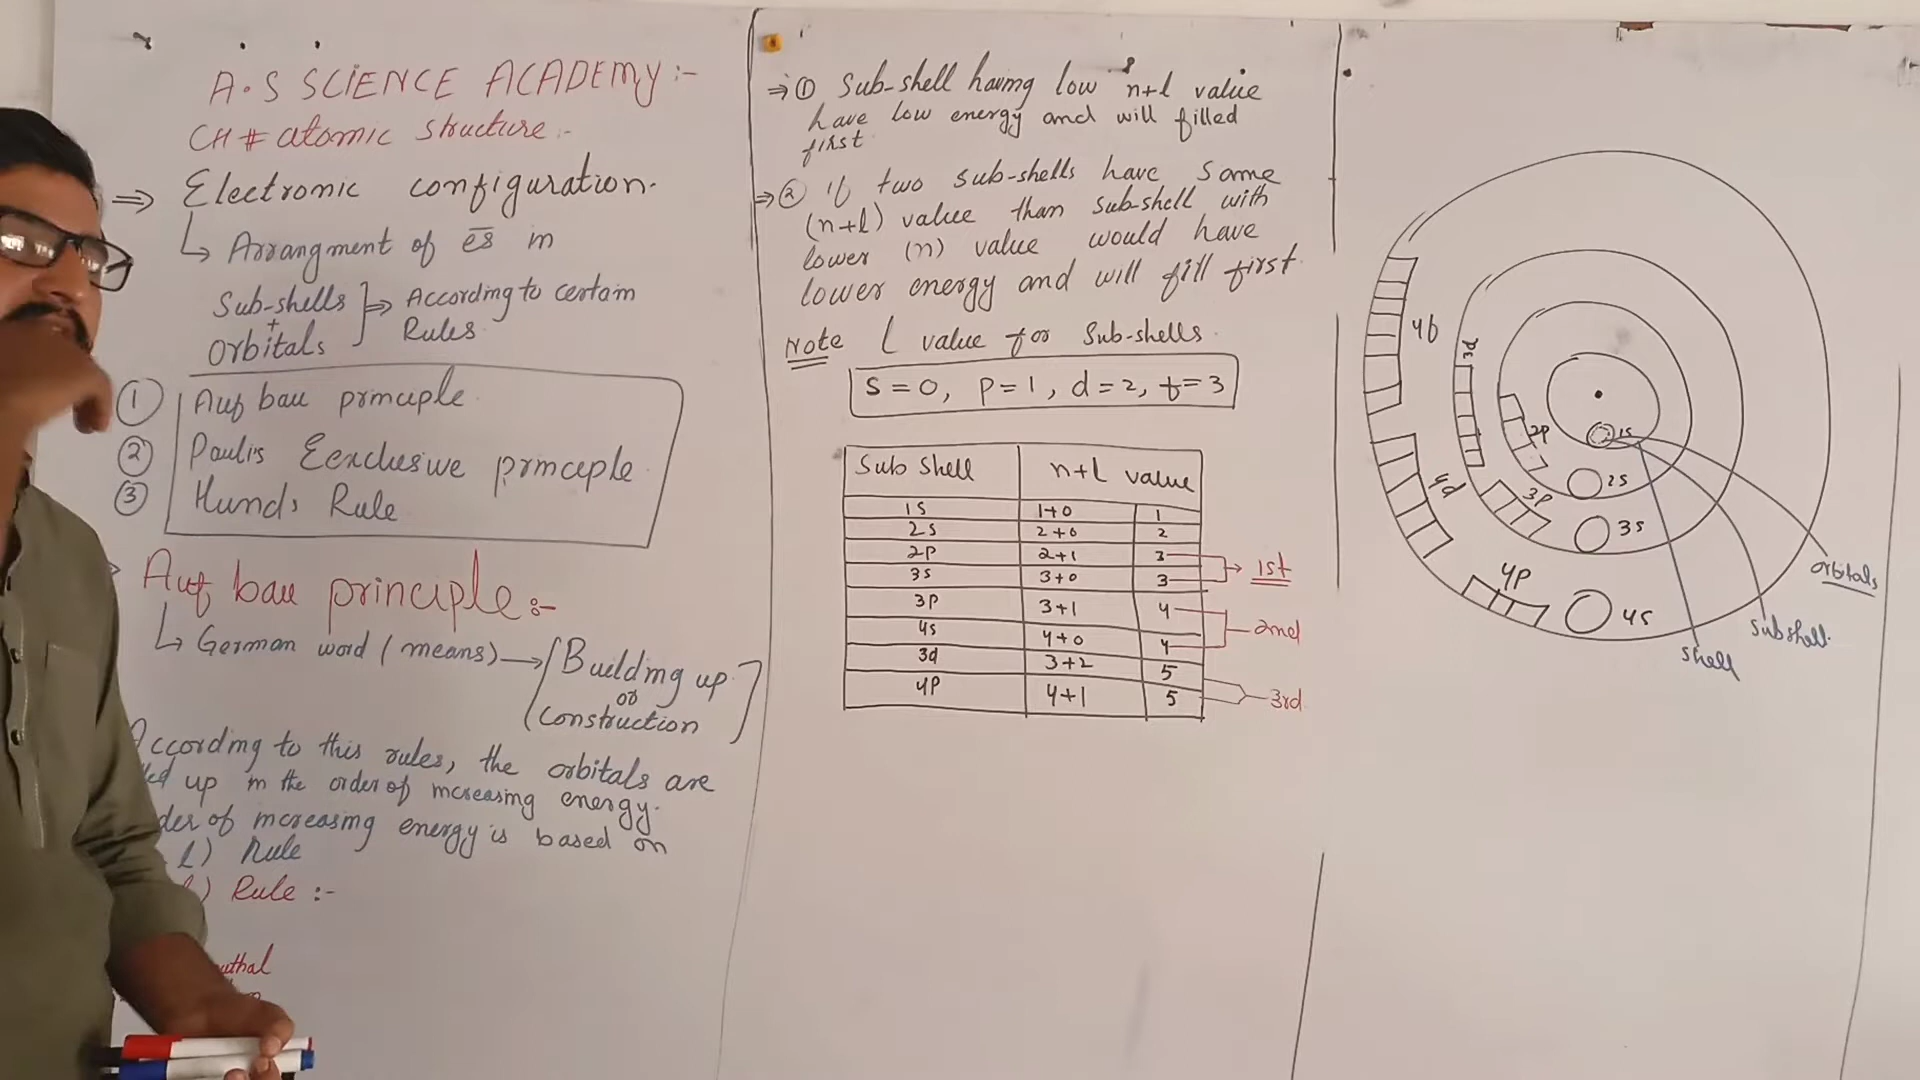 A.S SCIENCE ACADEMY:-
CH # atomic structure:-
⇒ Electronic configuration.
↳ Arrangment of ēs in
Sub-shells
+
Orbitals
⇒ According to certain
Rules.
① Auf bau principle.
② Pauli's Eexclusive principle
③ Hund's Rule
Auf bau principle:-
↳ German word (means) → Building up
or
construction
According to this rules, the orbitals are
up in the order of increasing energy.
of increasing energy is based on
l) Rule
) Rule :-
⇒ ① Sub-shell having low n+l value
have low energy and will filled
first
⇒ ② If two sub-shells have same
(n+l) value than sub-shell with
lower (n) value would have
lower energy and will fill first.
Note l value for Sub-shells.
s = 0, p = 1, d = 2, f = 3
Sub Shell n+l value
1s 1+0 1
2s 2+0 2
2p 2+1 3
3s 3+0 3
1st
3p 3+1 4
4s 4+0 4
2nd
3d 3+2 5
4p 4+1 5
3rd
4f
3d
2p
1s
2s
4d
3p
3s
4p
4s
orbitals
subshell.
shell